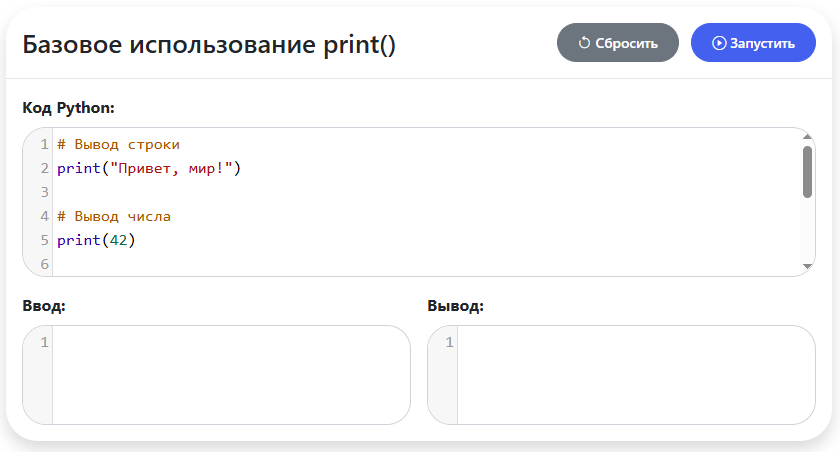 Базовое использование print()
Сбросить
Запустить
Код Python:
1 # Вывод строки
2 print("Привет, мир!")
3
4 # Вывод числа
5 print(42)
6
Ввод:
1
Вывод:
1